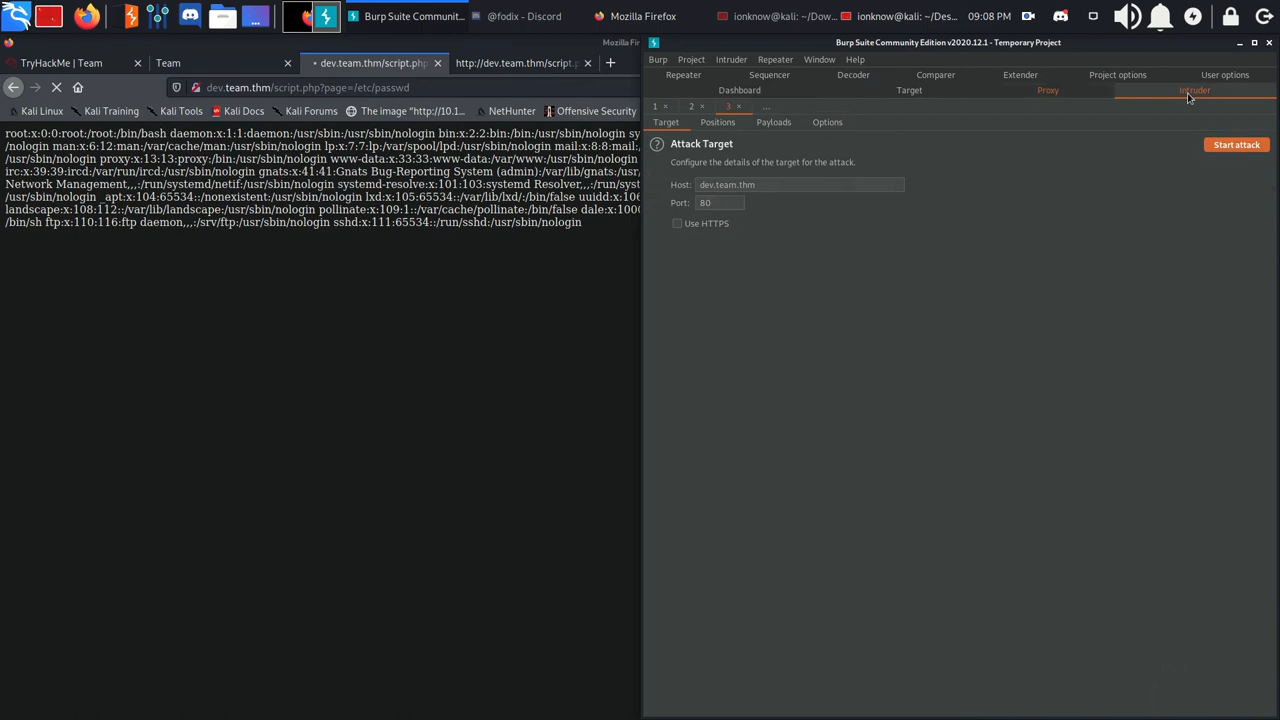 Burp Suite Communit...
@fodix - Discord
Mozilla Firefox
ionknow@kali: ~/Dow...
ionknow@kali: ~/Des...
09:08 PM
Mozilla Fire
TryHackMe | Team
Team
dev.team.thm/script.php
http://dev.team.thm/script.p
dev.team.thm/script.php?page=/etc/passwd
Kali Linux
Kali Training
Kali Tools
Kali Docs
Kali Forums
The image "http://10.1...
NetHunter
Offensive Security
root:x:0:0:root:/root:/bin/bash daemon:x:1:1:daemon:/usr/sbin:/usr/sbin/nologin bin:x:2:2:bin:/bin:/usr/sbin/nologin sy
/nologin man:x:6:12:man:/var/cache/man:/usr/sbin/nologin lp:x:7:7:lp:/var/spool/lpd:/usr/sbin/nologin mail:x:8:8:mail:/
/usr/sbin/nologin proxy:x:13:13:proxy:/bin:/usr/sbin/nologin www-data:x:33:33:www-data:/var/www:/usr/sbin/nologin
irc:x:39:39:ircd:/var/run/ircd:/usr/sbin/nologin gnats:x:41:41:Gnats Bug-Reporting System (admin):/var/lib/gnats:/usr/
Network Management,,,:/run/systemd/netif:/usr/sbin/nologin systemd-resolve:x:101:103:systemd Resolver,,,:/run/syste
/usr/sbin/nologin _apt:x:104:65534::/nonexistent:/usr/sbin/nologin lxd:x:105:65534::/var/lib/lxd/:/bin/false uuidd:x:106
landscape:x:108:112::/var/lib/landscape:/usr/sbin/nologin pollinate:x:109:1::/var/cache/pollinate:/bin/false dale:x:1000
/bin/sh ftp:x:110:116:ftp daemon,,,:/srv/ftp:/usr/sbin/nologin sshd:x:111:65534::/run/sshd:/usr/sbin/nologin
Burp Suite Community Edition v2020.12.1 - Temporary Project
Burp
Project
Intruder
Repeater
Window
Help
Repeater
Sequencer
Decoder
Comparer
Extender
Project options
User options
Dashboard
Target
Proxy
Intruder
1 ×
2 ×
3 ×
...
Target
Positions
Payloads
Options
? Attack Target
Start attack
Configure the details of the target for the attack.
Host: dev.team.thm
Port: 80
Use HTTPS